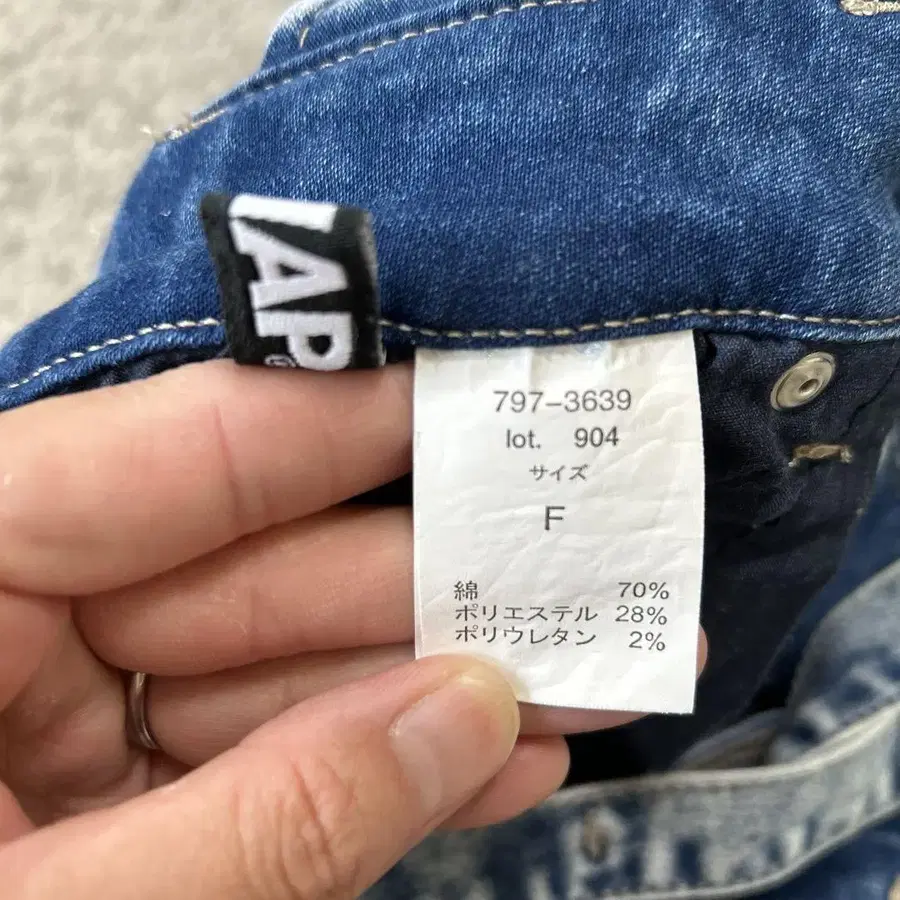 AP
797-3639
lot. 904
サイズ
F
綿 70%
ポリエステル 28%
ポリウレタン 2%